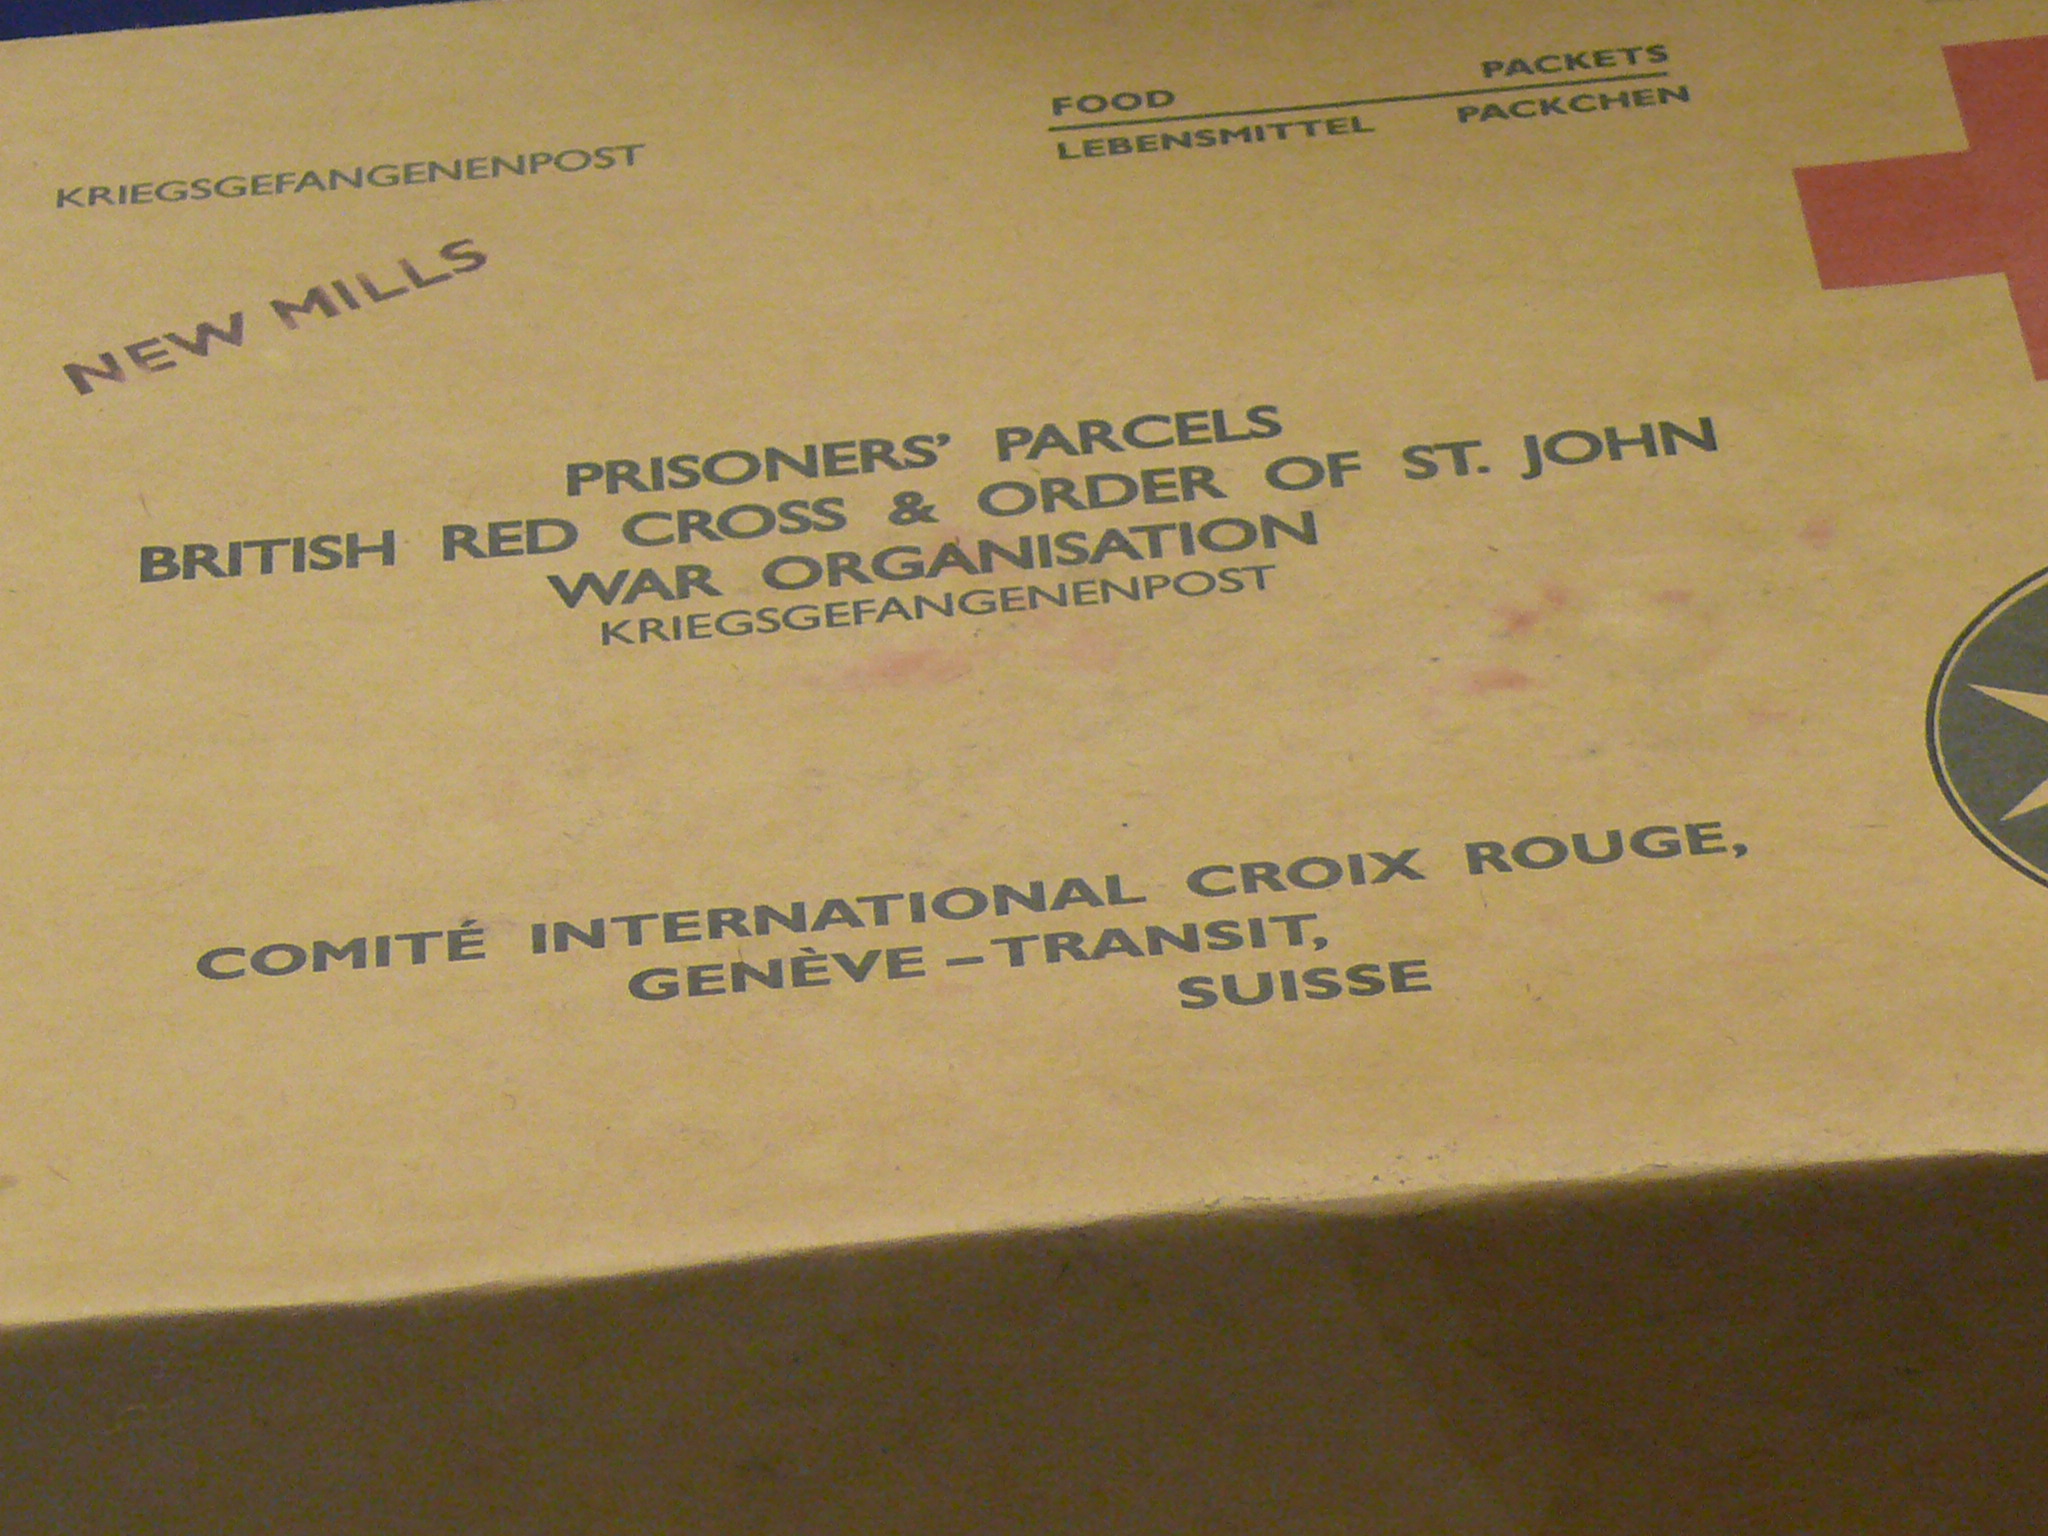 FOOD PACKETS
LEBENSMITTEL PACKCHEN
KRIEGSGEFANGENENPOST
NEW MILLS
PRISONERS' PARCELS
BRITISH RED CROSS & ORDER OF ST. JOHN
WAR ORGANISATION
KRIEGSGEFANGENENPOST
COMITÉ INTERNATIONAL CROIX ROUGE,
GENÈVE – TRANSIT,
SUISSE